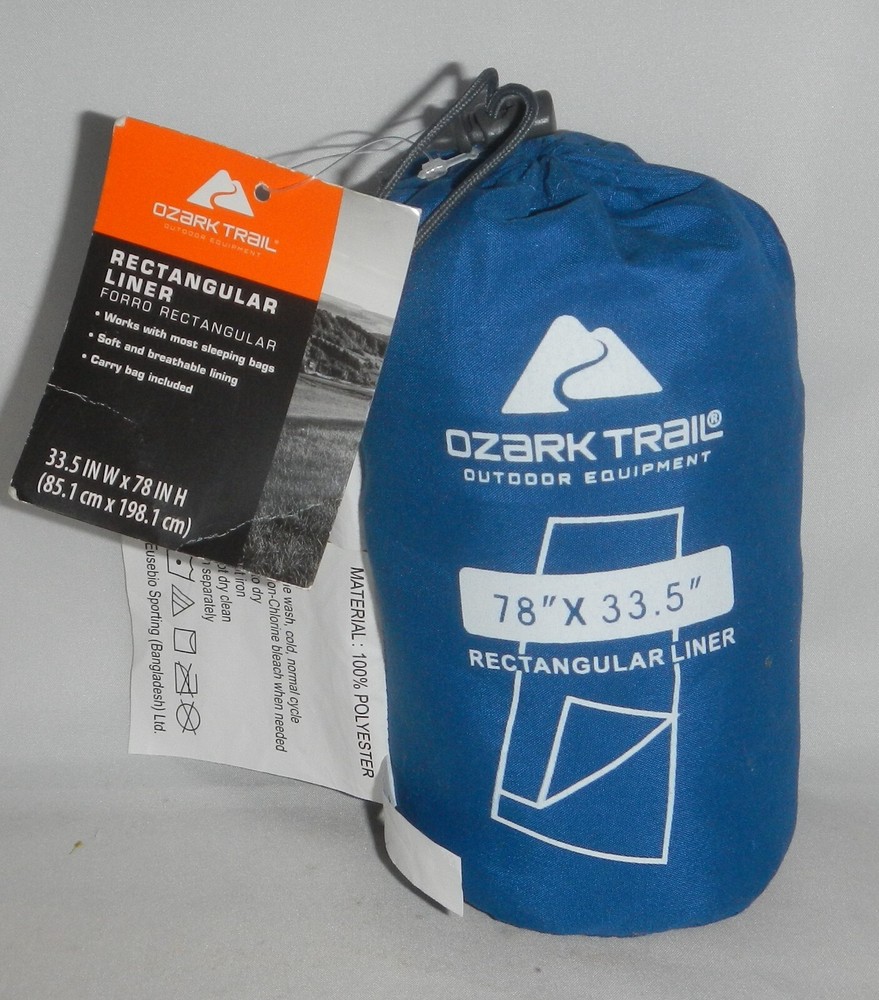 OZARK TRAIL®
OUTDOOR EQUIPMENT
RECTANGULAR
LINER
FORRO RECTANGULAR
• Works with most sleeping bags
• Soft and breathable lining
• Carry bag included
33.5 IN W x 78 IN H
(85.1 cm x 198.1 cm)
OZARK TRAIL®
OUTDOOR EQUIPMENT
78" X 33.5"
RECTANGULAR LINER
MATERIAL : 100% POLYESTER
wash, cold, normal cycle
Chlorine bleach when needed
dry
iron
dry clean
separately
Eusebio Sporting (Bangladesh) Ltd.